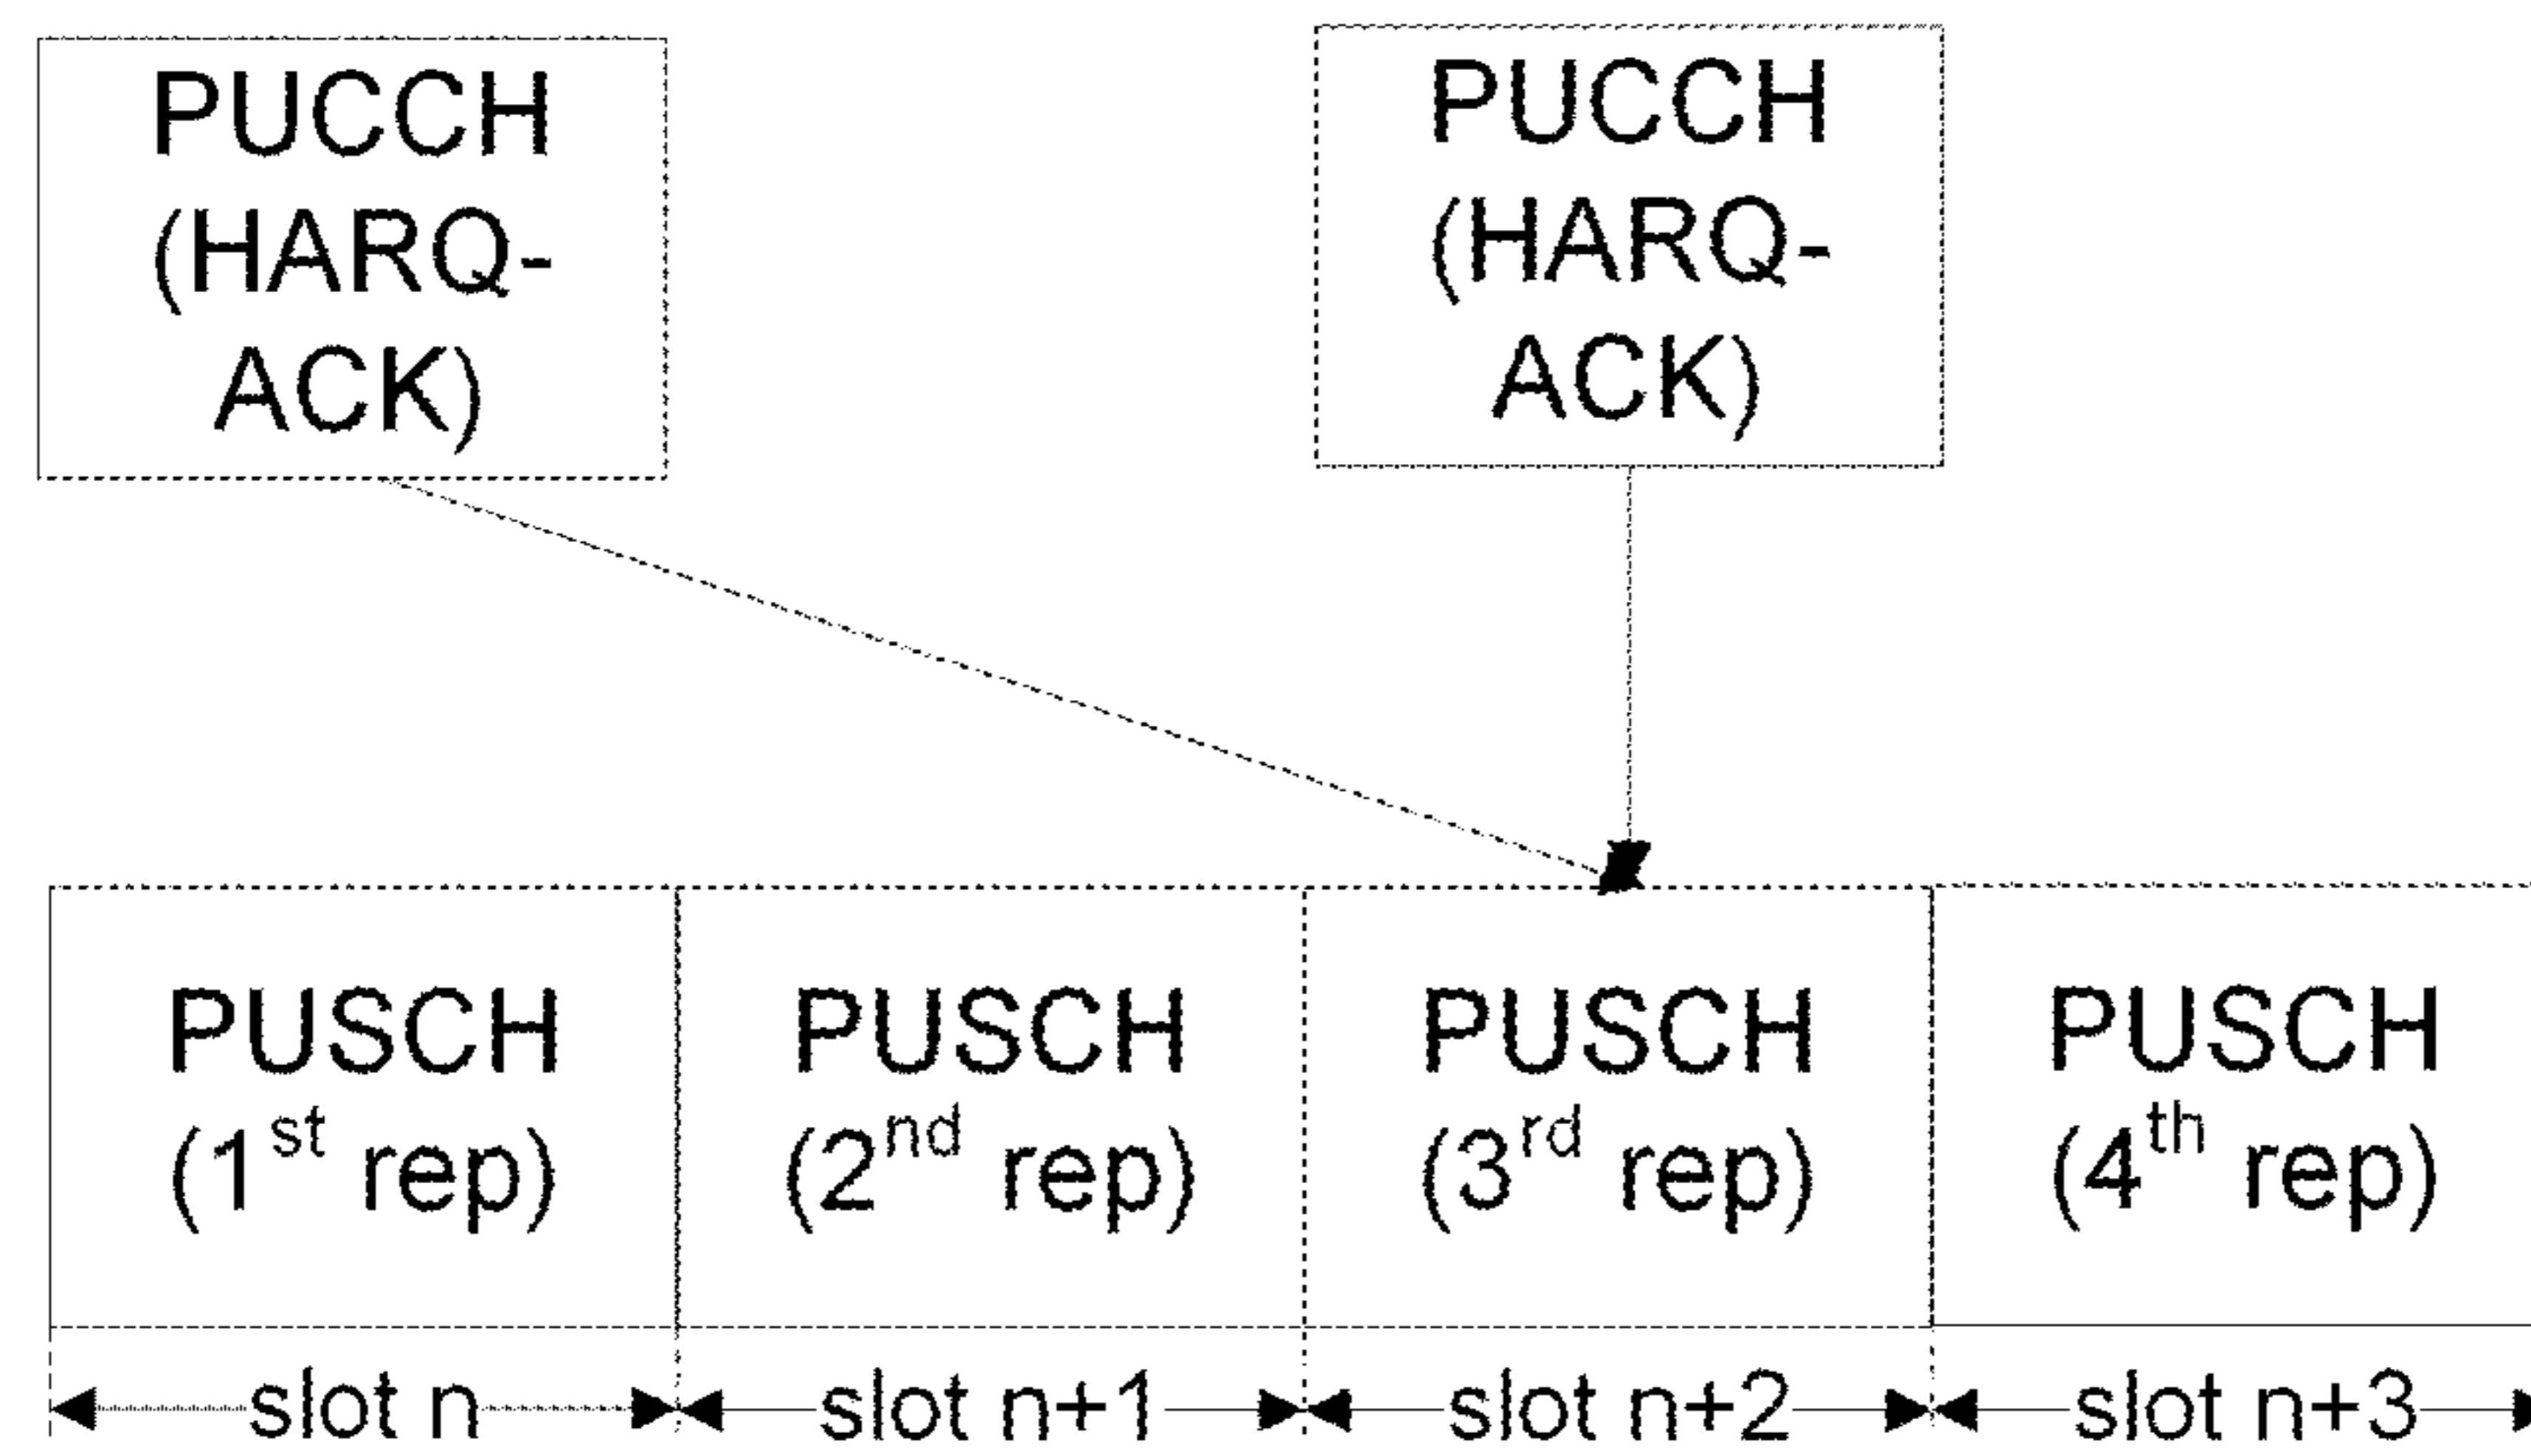 PUCCH
(HARQ-
ACK)
PUCCH
(HARQ-
ACK)
PUSCH
(1st rep)
PUSCH
(2nd rep)
PUSCH
(3rd rep)
PUSCH
(4th rep)
slot n
slot n+1
slot n+2
slot n+3